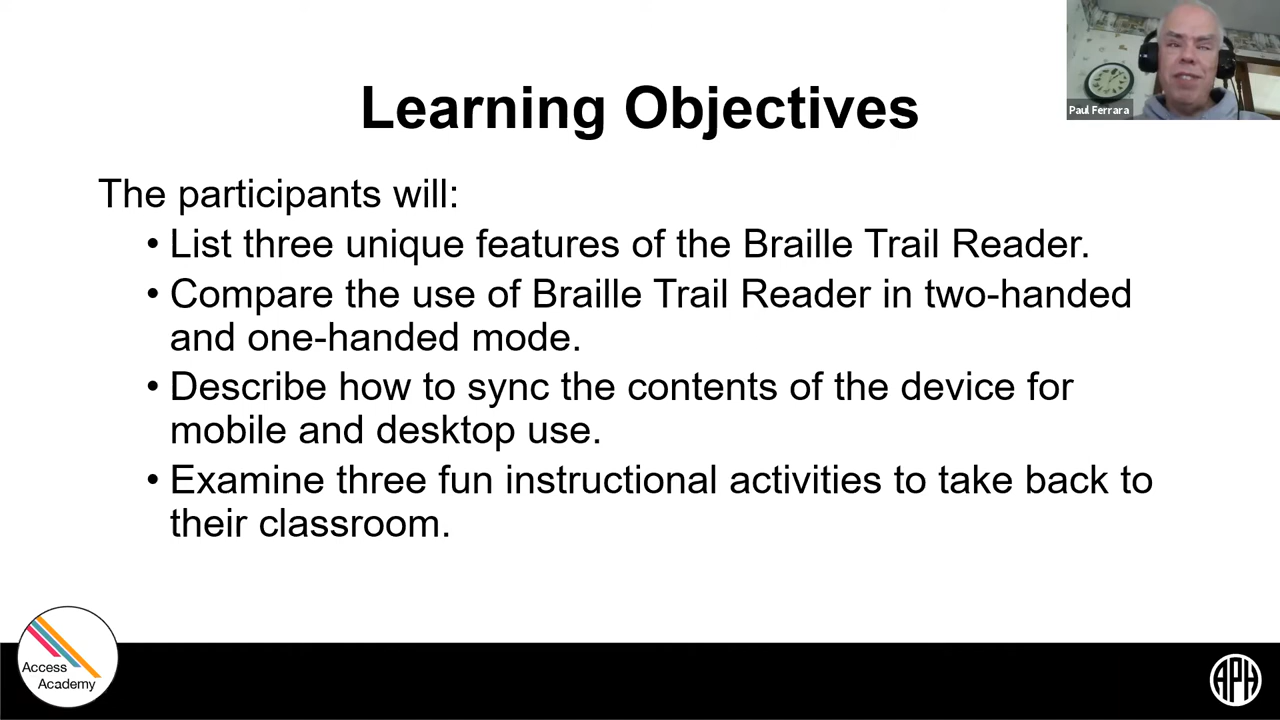 Learning Objectives
Paul Ferrara
The participants will:
• List three unique features of the Braille Trail Reader.
• Compare the use of Braille Trail Reader in two-handed
and one-handed mode.
• Describe how to sync the contents of the device for
mobile and desktop use.
• Examine three fun instructional activities to take back to
their classroom.
Access
Academy
APH